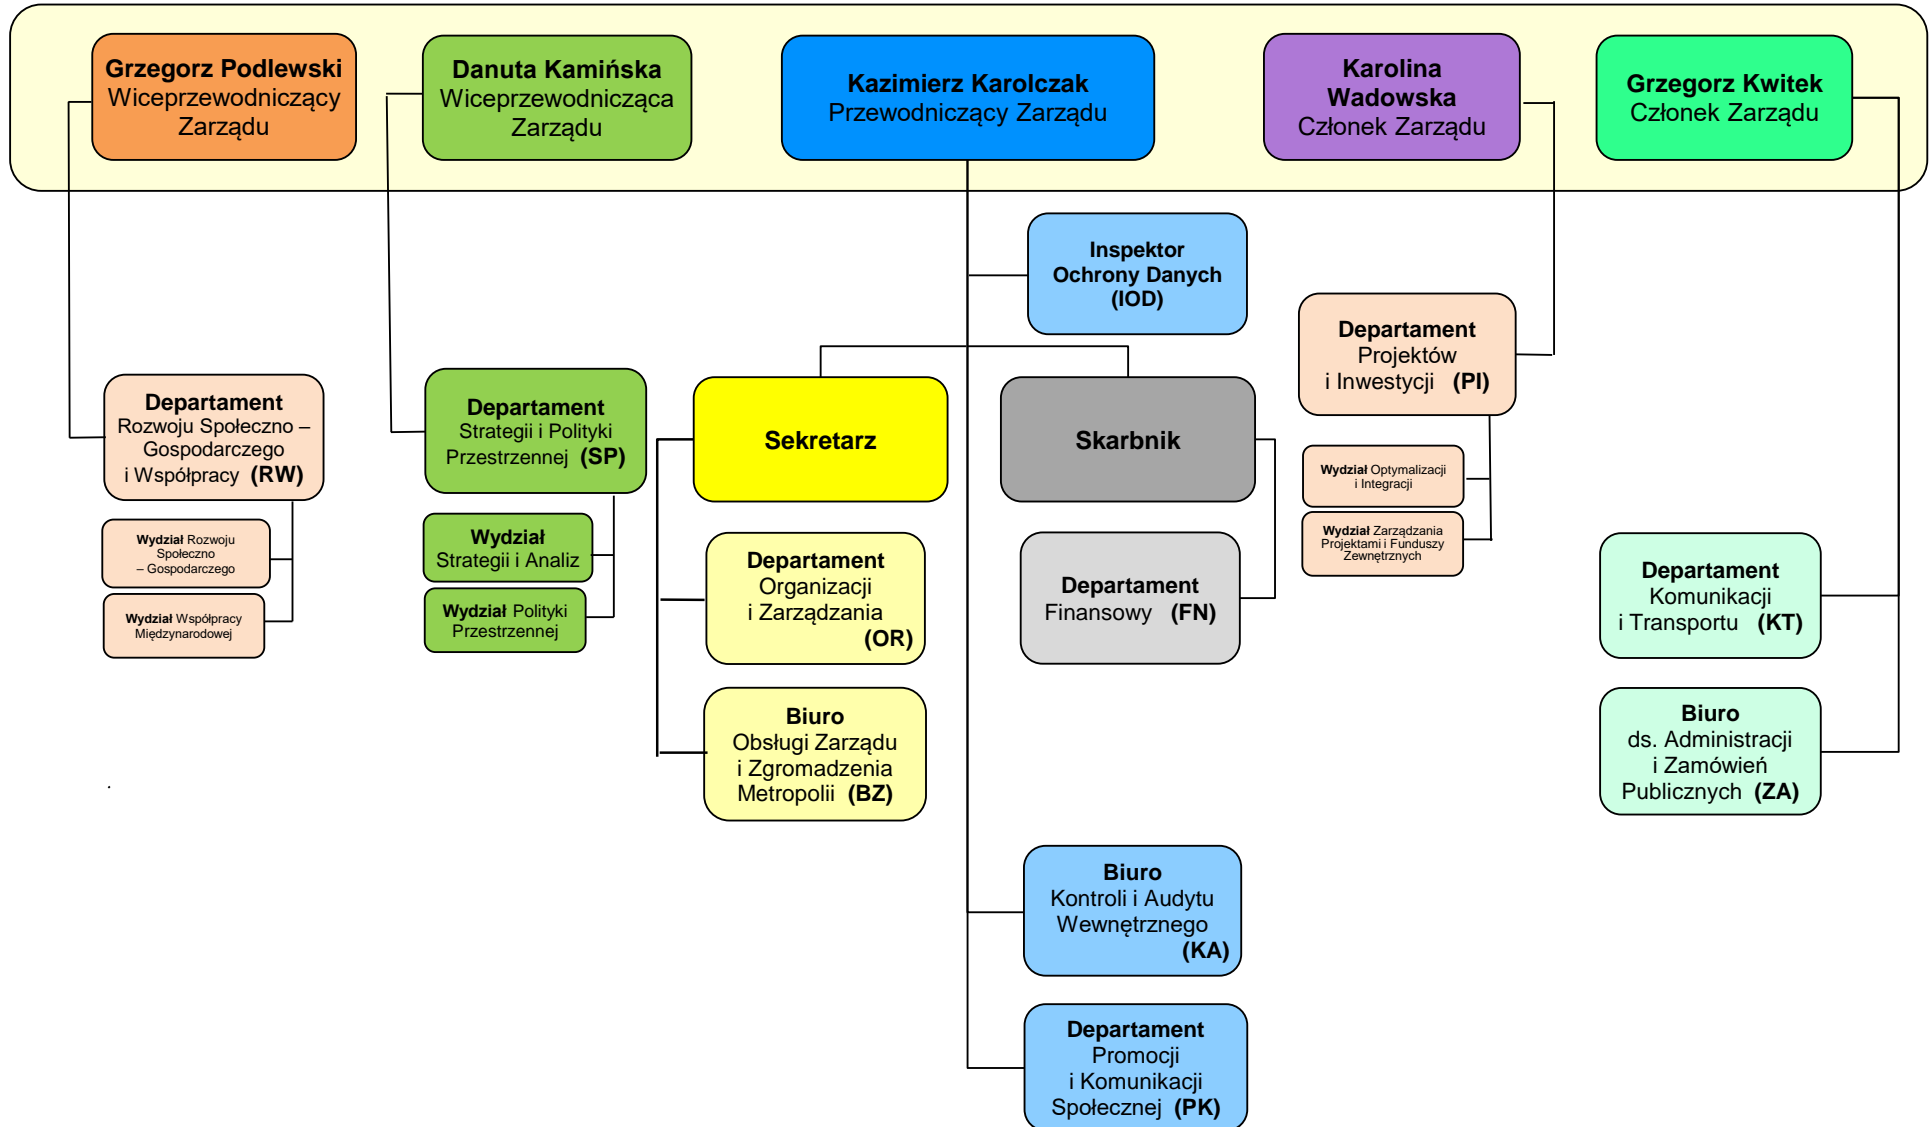 Grzegorz Podlewski
Wiceprzewodniczący
Zarządu
Danuta Kamińska
Wiceprzewodnicząca
Zarządu
Kazimierz Karolczak
Przewodniczący Zarządu
Karolina
Wadowska
Członek Zarządu
Grzegorz Kwitek
Członek Zarządu
Inspektor
Ochrony Danych
(IOD)
Departament
Projektów
i Inwestycji (PI)
Departament
Rozwoju Społeczno –
Gospodarczego
i Współpracy (RW)
Departament
Strategii i Polityki
Przestrzennej (SP)
Sekretarz
Skarbnik
Wydział Optymalizacji
i Integracji
Wydział Zarządzania
Projektami i Funduszy
Zewnętrznych
Wydział Rozwoju
Społeczno
– Gospodarczego
Wydział Współpracy
Międzynarodowej
Wydział
Strategii i Analiz
Wydział Polityki
Przestrzennej
Departament
Organizacji
i Zarządzania
(OR)
Departament
Finansowy (FN)
Departament
Komunikacji
i Transportu (KT)
Biuro
Obsługi Zarządu
i Zgromadzenia
Metropolii (BZ)
Biuro
ds. Administracji
i Zamówień
Publicznych (ZA)
.
Biuro
Kontroli i Audytu
Wewnętrznego
(KA)
Departament
Promocji
i Komunikacji
Społecznej (PK)